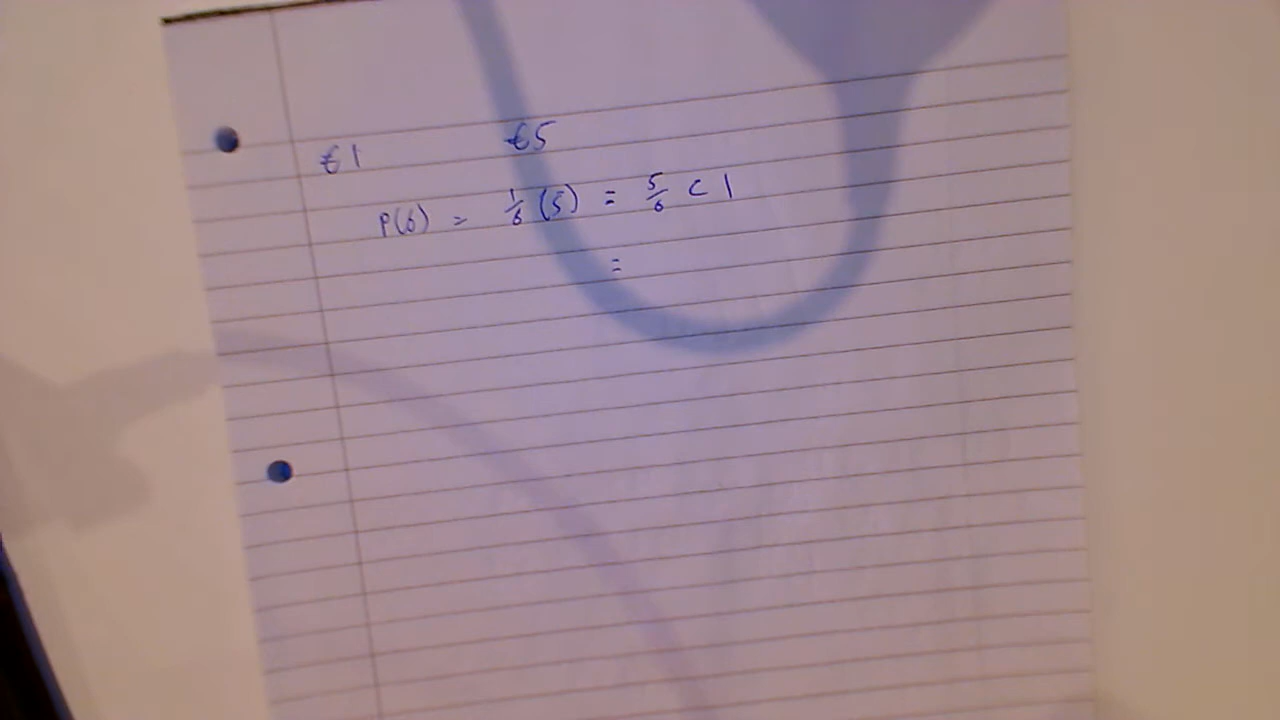 €1 €5
P(6) = 1/6 (5) = 5/6 < 1
=